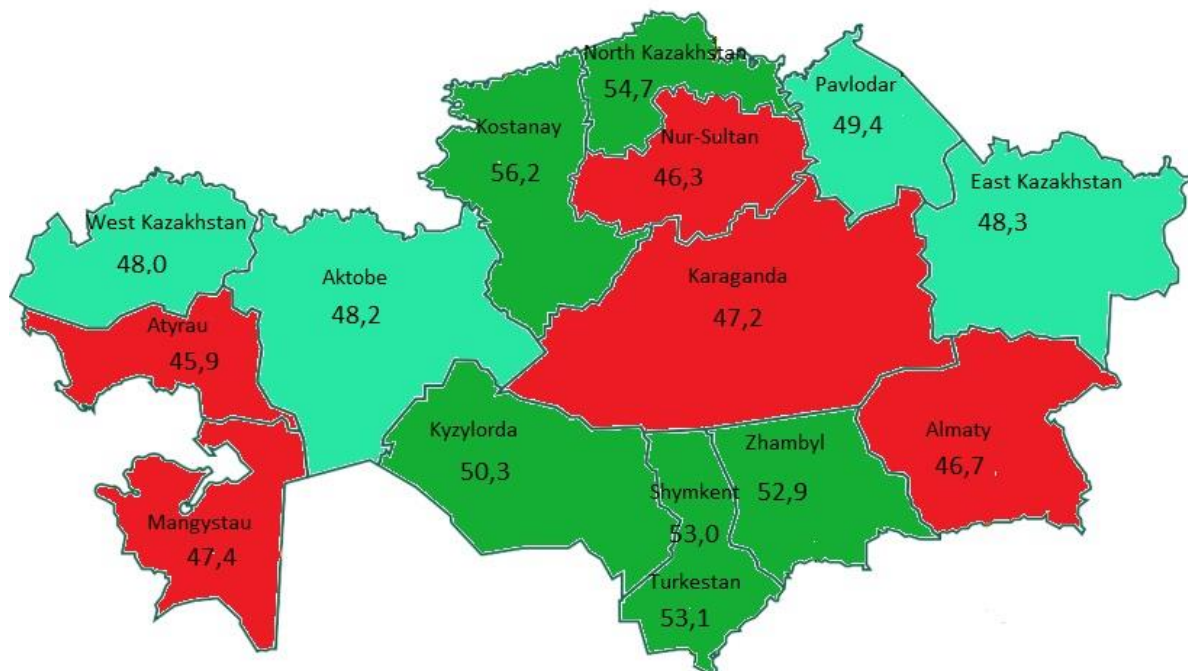 North Kazakhstan
54,7
Pavlodar
49,4
Kostanay
56,2
Nur-Sultan
46,3
East Kazakhstan
48,3
West Kazakhstan
48,0
Aktobe
48,2
Karaganda
47,2
Atyrau
45,9
Kyzylorda
50,3
Zhambyl
52,9
Almaty
46,7
Shymkent
53,0
Mangystau
47,4
Turkestan
53,1